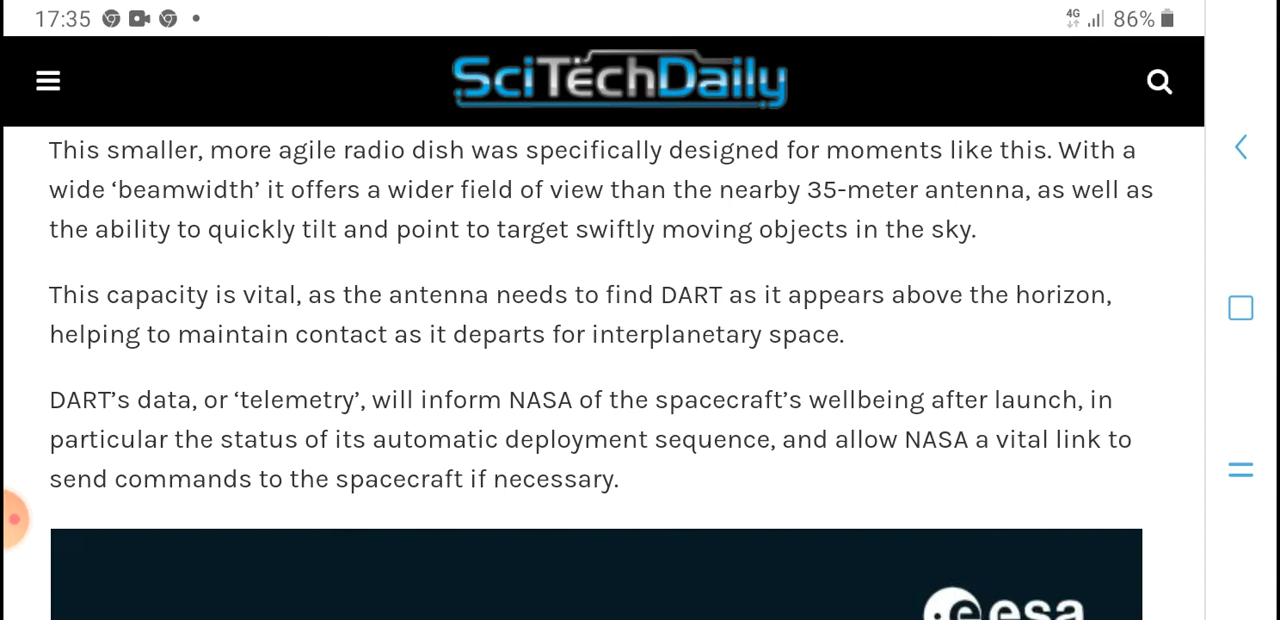 17:35
4G 86%
SciTechDaily
This smaller, more agile radio dish was specifically designed for moments like this. With a
wide ‘beamwidth’ it offers a wider field of view than the nearby 35-meter antenna, as well as
the ability to quickly tilt and point to target swiftly moving objects in the sky.
This capacity is vital, as the antenna needs to find DART as it appears above the horizon,
helping to maintain contact as it departs for interplanetary space.
DART’s data, or ‘telemetry’, will inform NASA of the spacecraft’s wellbeing after launch, in
particular the status of its automatic deployment sequence, and allow NASA a vital link to
send commands to the spacecraft if necessary.
esa